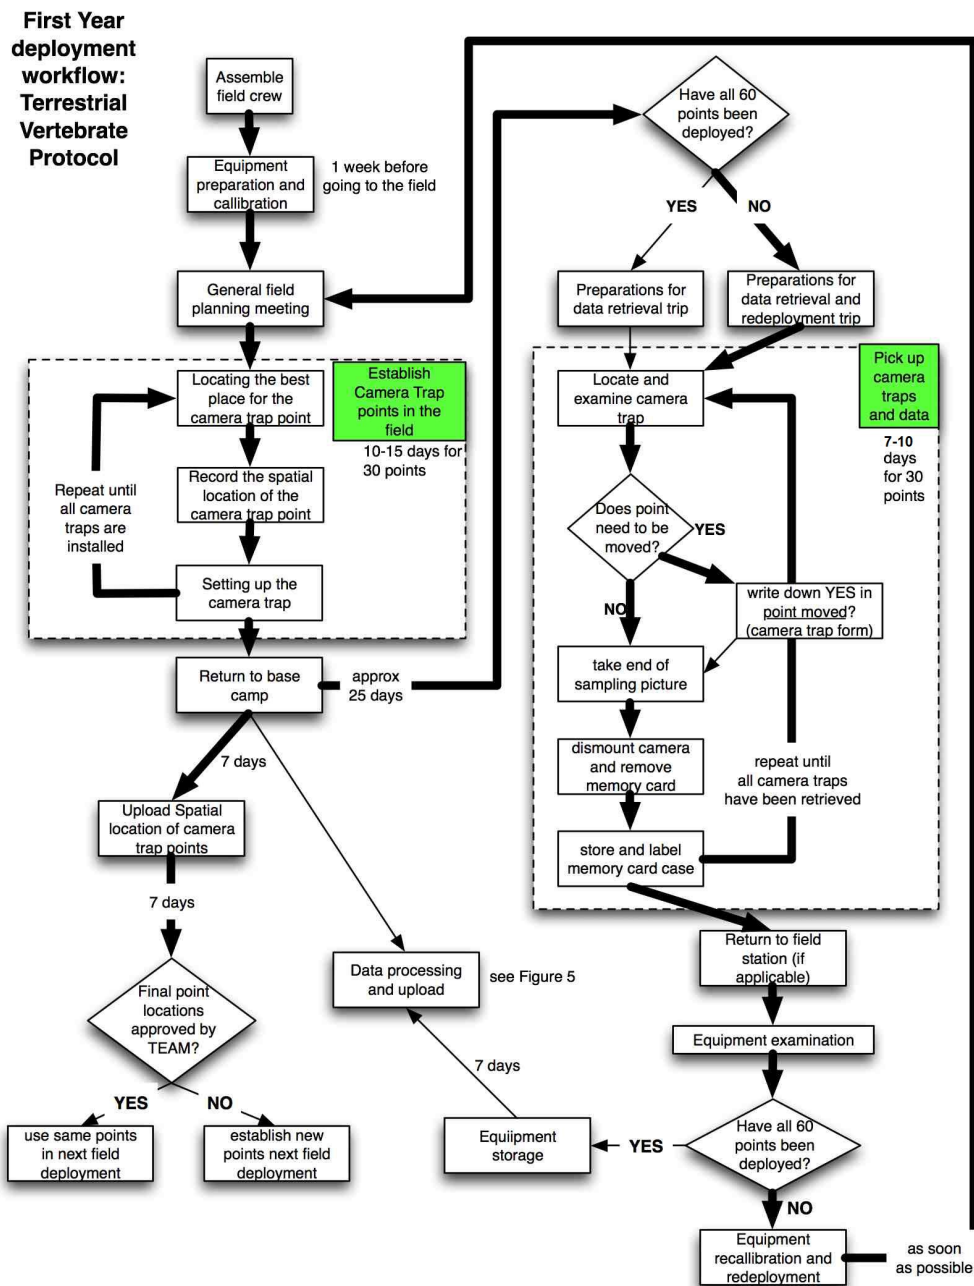 First Year
deployment
workflow:
Terrestrial
Vertebrate
Protocol
Assemble
field crew
Equipment
preparation and
callibration
1 week before
going to the field
General field
planning meeting
Establish
Camera Trap
points in the
field
10-15 days for
30 points
Locating the best
place for the
camera trap point
Record the spatial
location of the
camera trap point
Repeat until
all camera
traps are
installed
Setting up the
camera trap
Return to base
camp
approx
25 days
7 days
Upload Spatial
location of camera
trap points
7 days
Final point
locations
approved by
TEAM?
YES
NO
use same points
in next field
deployment
establish new
points next field
deployment
Data processing
and upload
see Figure 5
7 days
Have all 60
points been
deployed?
YES
NO
Preparations for
data retrieval trip
Preparations for
data retrieval and
redeployment trip
Pick up
camera
traps
and data
7-10
days
for 30
points
Locate and
examine camera
trap
Does point
need to be
moved?
YES
NO
write down YES in
point moved?
(camera trap form)
take end of
sampling picture
dismount camera
and remove
memory card
repeat until
all camera traps
have been retrieved
store and label
memory card case
Return to field
station (if
applicable)
Equipment examination
Have all 60
points been
deployed?
YES
Equiipment
storage
NO
Equipment
recallibration and
redeployment
as soon
as possible